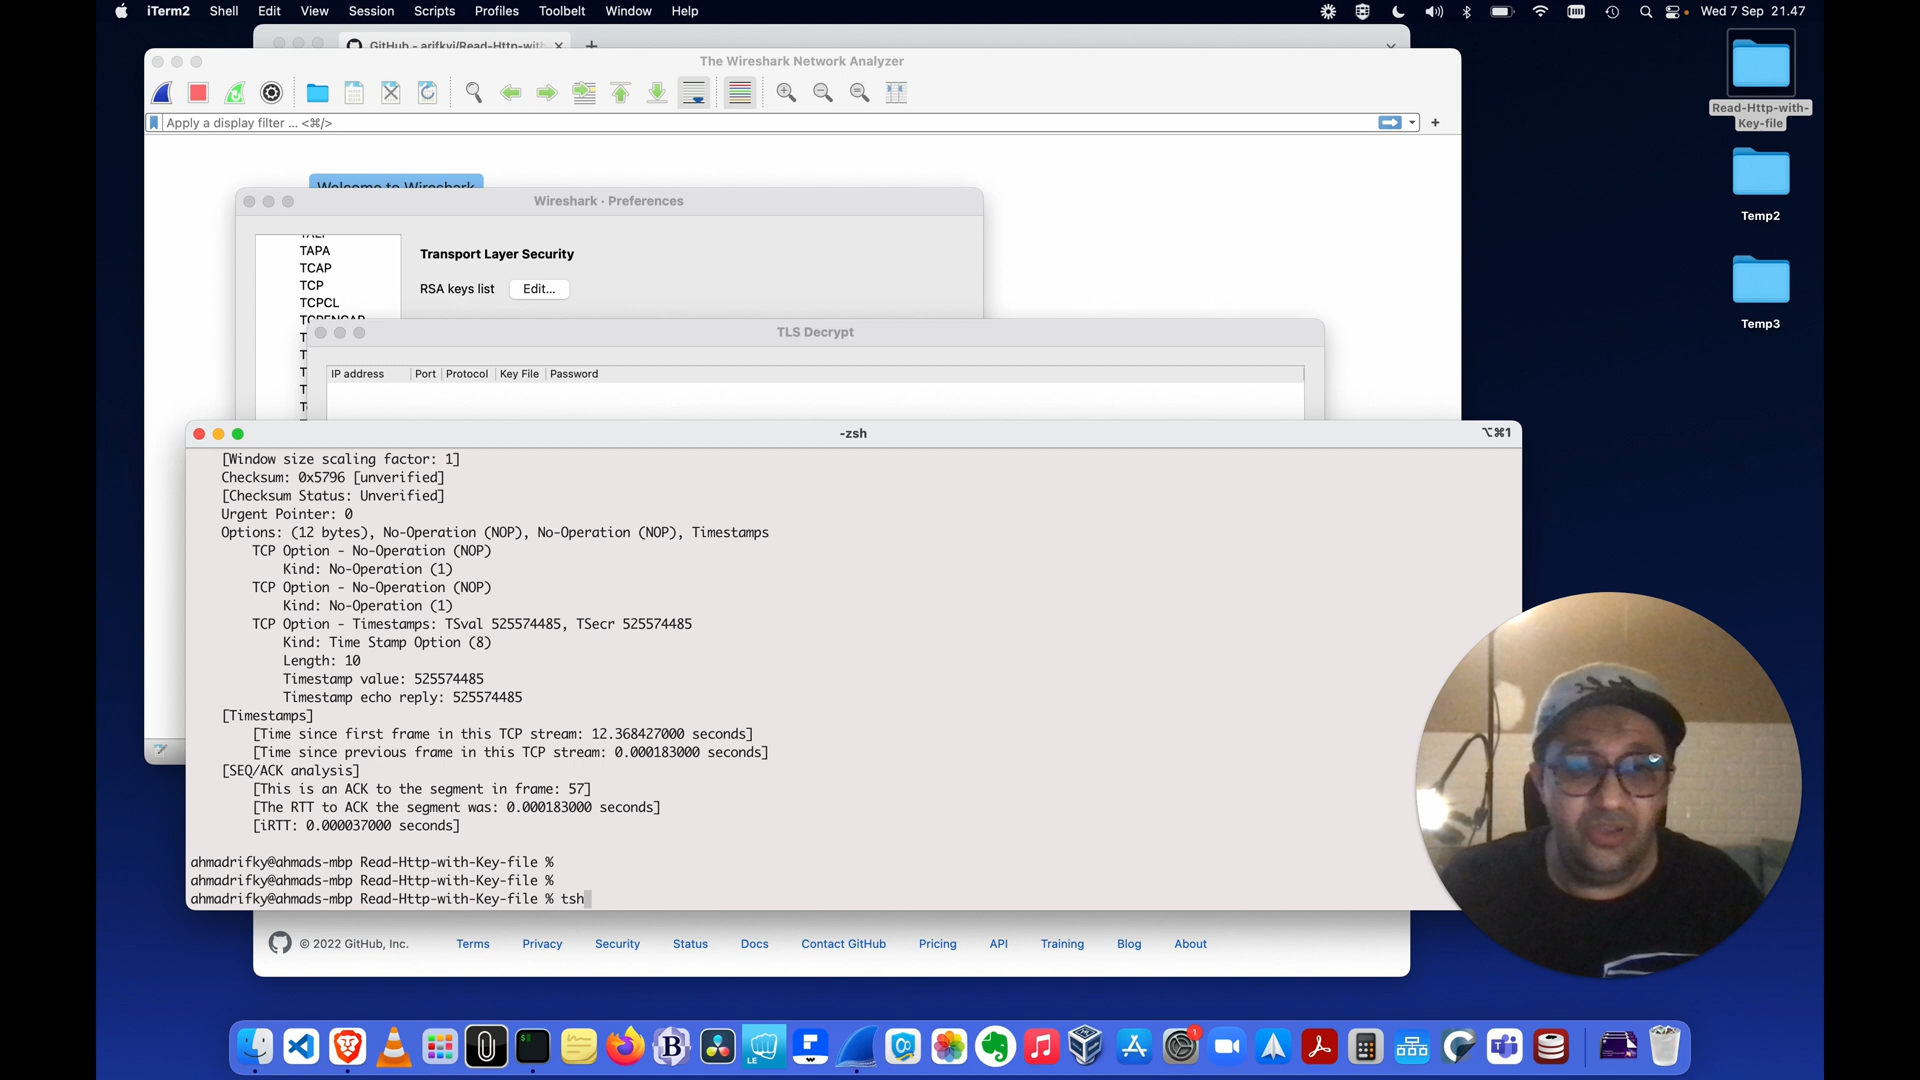 iTerm2 Shell Edit View Session Scripts Profiles Toolbelt Window Help Wed 7 Sep 21.47
GitHub - arifkyi/Read-Http-with
The Wireshark Network Analyzer
Apply a display filter ... <⌘/>
Welcome to Wireshark
Wireshark · Preferences
TAPA
TCAP
TCP
TCPCL
TCPENCAP
Transport Layer Security
RSA keys list Edit...
TLS Decrypt
IP address Port Protocol Key File Password
-zsh ⌥⌘1
[Window size scaling factor: 1]
Checksum: 0x5796 [unverified]
[Checksum Status: Unverified]
Urgent Pointer: 0
Options: (12 bytes), No-Operation (NOP), No-Operation (NOP), Timestamps
TCP Option - No-Operation (NOP)
Kind: No-Operation (1)
TCP Option - No-Operation (NOP)
Kind: No-Operation (1)
TCP Option - Timestamps: TSval 525574485, TSecr 525574485
Kind: Time Stamp Option (8)
Length: 10
Timestamp value: 525574485
Timestamp echo reply: 525574485
[Timestamps]
[Time since first frame in this TCP stream: 12.368427000 seconds]
[Time since previous frame in this TCP stream: 0.000183000 seconds]
[SEQ/ACK analysis]
[This is an ACK to the segment in frame: 57]
[The RTT to ACK the segment was: 0.000183000 seconds]
[iRTT: 0.000037000 seconds]
ahmadrifky@ahmads-mbp Read-Http-with-Key-file %
ahmadrifky@ahmads-mbp Read-Http-with-Key-file %
ahmadrifky@ahmads-mbp Read-Http-with-Key-file % tsh
© 2022 GitHub, Inc. Terms Privacy Security Status Docs Contact GitHub Pricing API Training Blog About
Read-Http-with-
Key-file
Temp2
Temp3